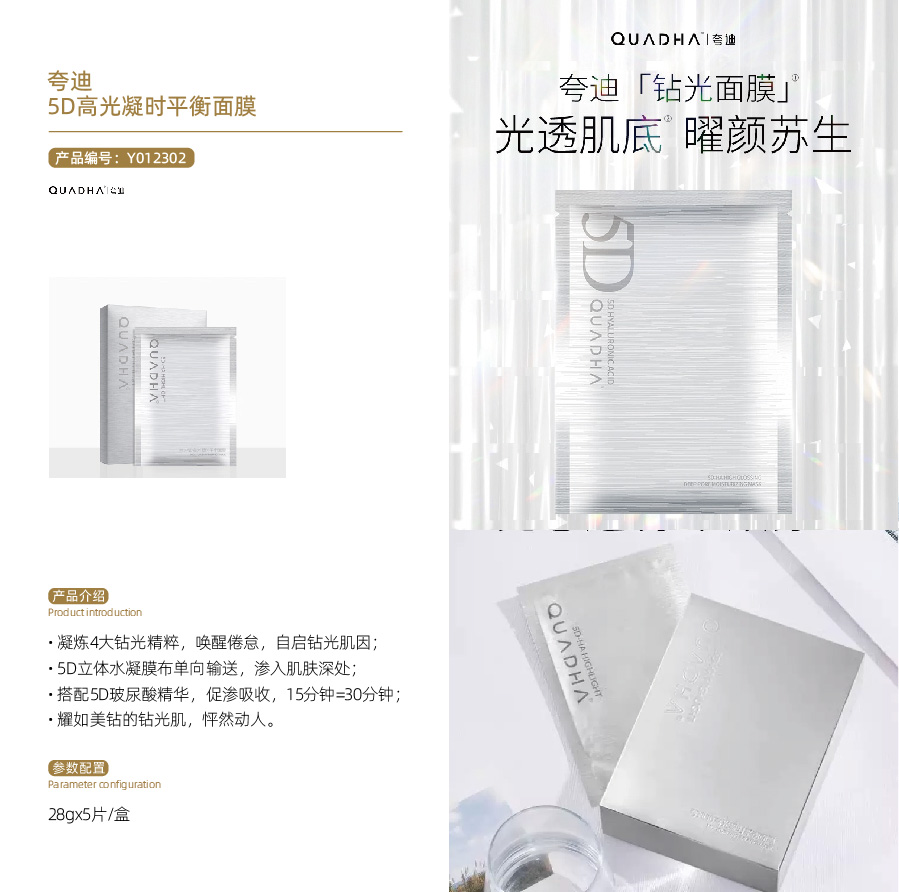 夸迪
5D高光凝时平衡面膜
产品编号：Y012302
QUADHA|夸迪
QUADHA
QUADHA
产品介绍
Product introduction
• 凝炼4大钻光精粹，唤醒倦怠，自启钻光肌因；
• 5D立体水凝膜布单向输送，渗入肌肤深处；
• 搭配5D玻尿酸精华，促渗吸收，15分钟=30分钟；
• 耀如美钻的钻光肌，怦然动人。
参数配置
Parameter configuration
28gx5片/盒
QUADHA|夸迪
夸迪「钻光面膜」①
光透肌底② 曜颜苏生
5D
5D HYALURONIC ACID
QUADHA
QUADHA
5D-HA HIGHLIGHT